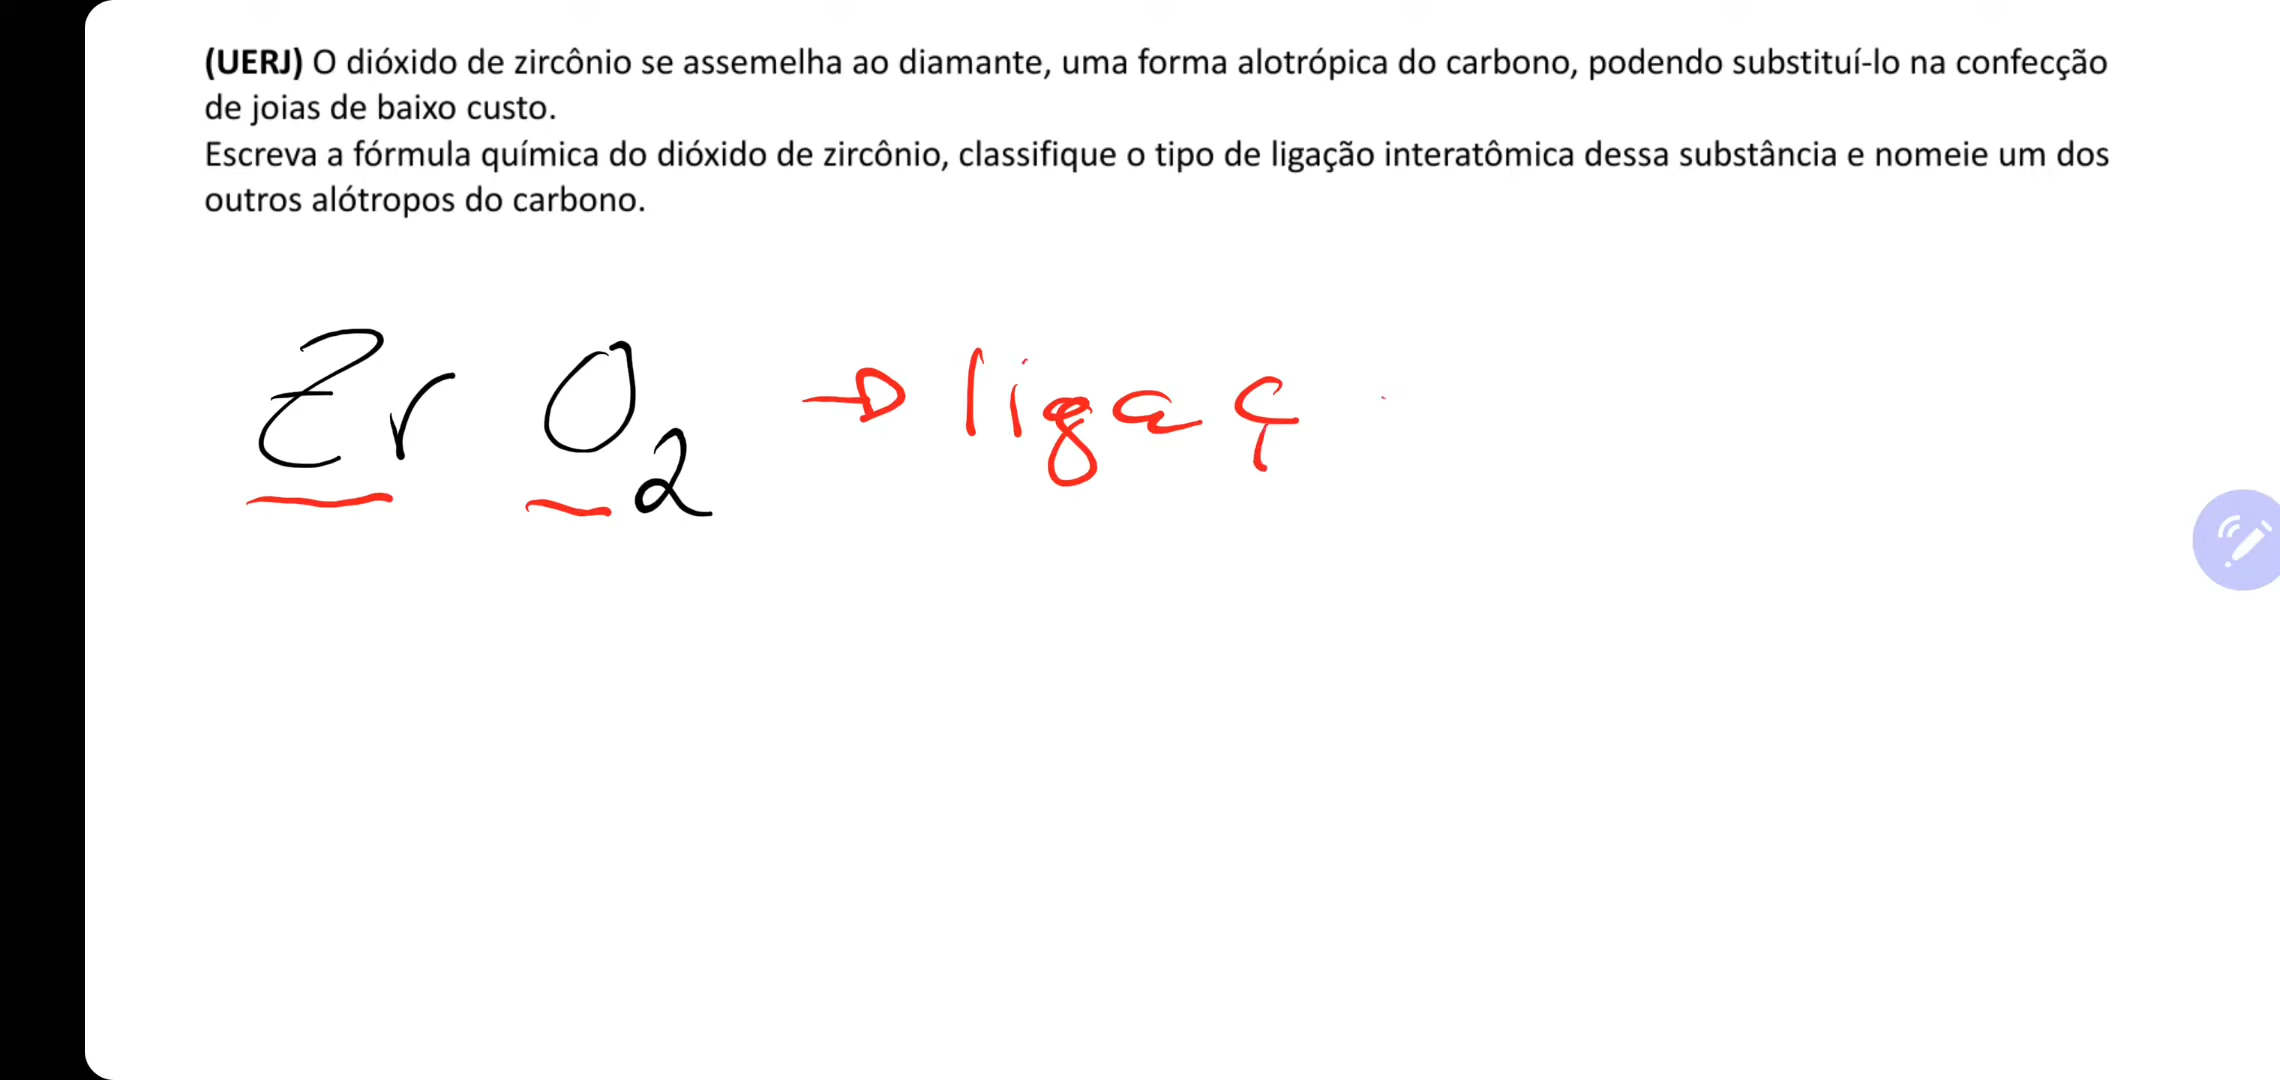 (UERJ) O dióxido de zircônio se assemelha ao diamante, uma forma alotrópica do carbono, podendo substituí-lo na confecção
de joias de baixo custo.
Escreva a fórmula química do dióxido de zircônio, classifique o tipo de ligação interatômica dessa substância e nomeie um dos
outros alótropos do carbono.
Zr O₂ → ligaç